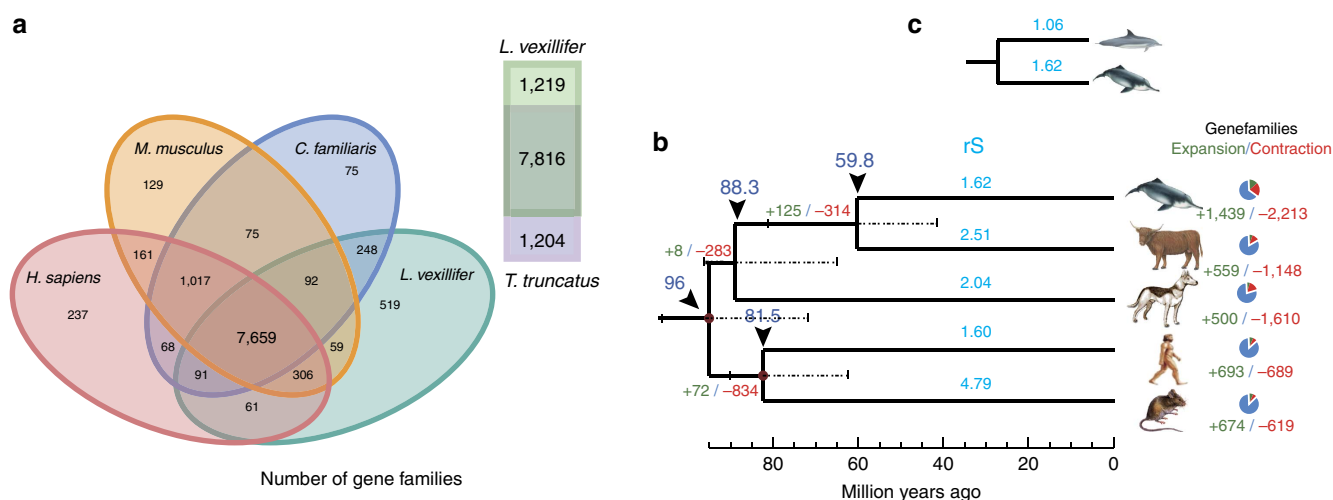 a
L. vexillifer
1,219
7,816
1,204
T. truncatus
M. musculus
129
C. familiaris
75
75
161
248
H. sapiens
1,017
92
L. vexillifer
237
519
7,659
68
59
91
306
61
Number of gene families
c
1.06
1.62
b
rS
Genefamilies
Expansion/Contraction
59.8
88.3
1.62
+125 / –314
+1,439 / –2,213
2.51
+8 / –283
+559 / –1,148
96
2.04
+500 / –1,610
81.5
1.60
+693 / –689
+72 / –834
4.79
+674 / –619
80
60
40
20
0
Million years ago